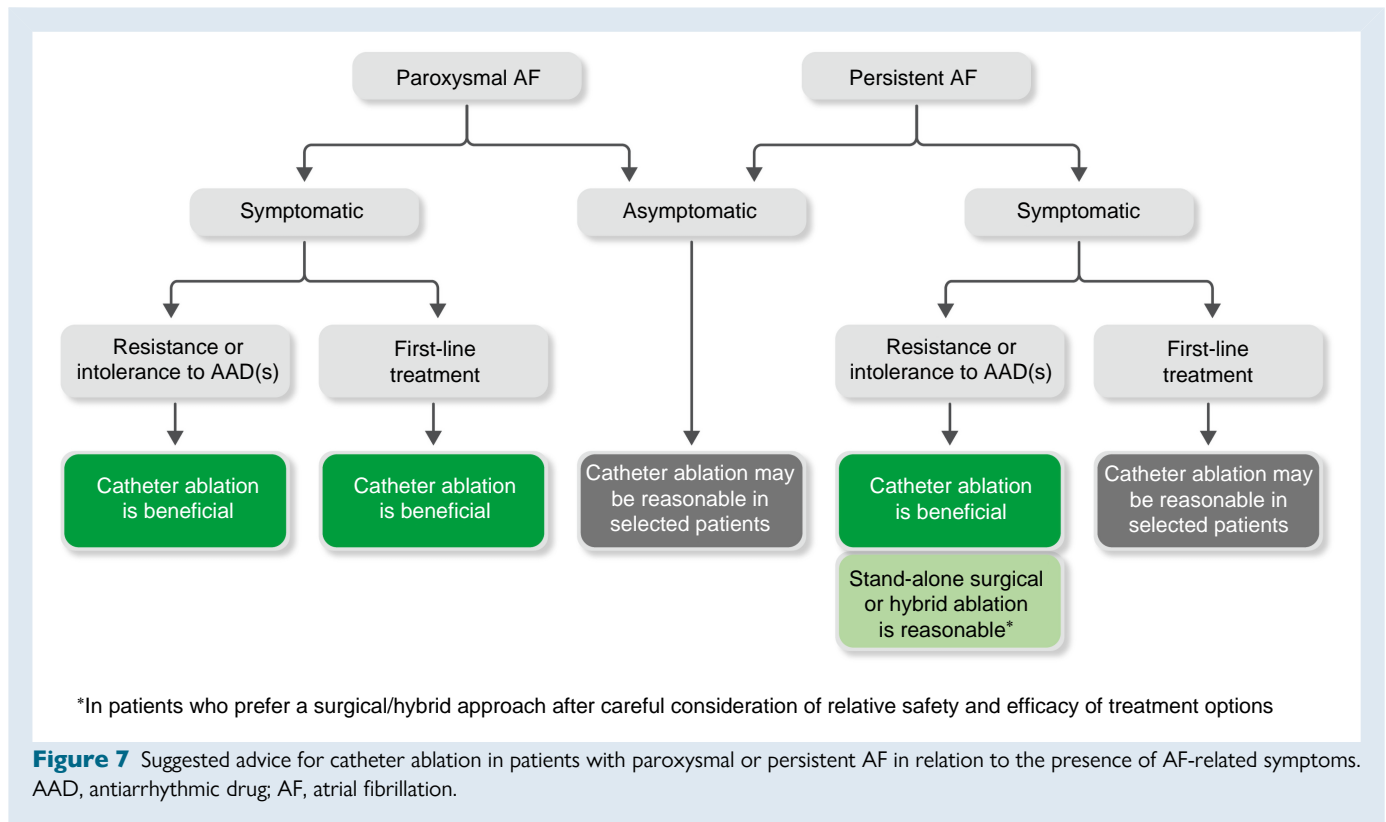 Paroxysmal AF
Persistent AF
Symptomatic
Asymptomatic
Symptomatic
Resistance or
intolerance to AAD(s)
First-line
treatment
Resistance or
intolerance to AAD(s)
First-line
treatment
Catheter ablation
is beneficial
Catheter ablation
is beneficial
Catheter ablation may
be reasonable in
selected patients
Catheter ablation
is beneficial
Catheter ablation may
be reasonable in
selected patients
Stand-alone surgical
or hybrid ablation
is reasonable*
*In patients who prefer a surgical/hybrid approach after careful consideration of relative safety and efficacy of treatment options
Figure 7 Suggested advice for catheter ablation in patients with paroxysmal or persistent AF in relation to the presence of AF-related symptoms.
AAD, antiarrhythmic drug; AF, atrial fibrillation.